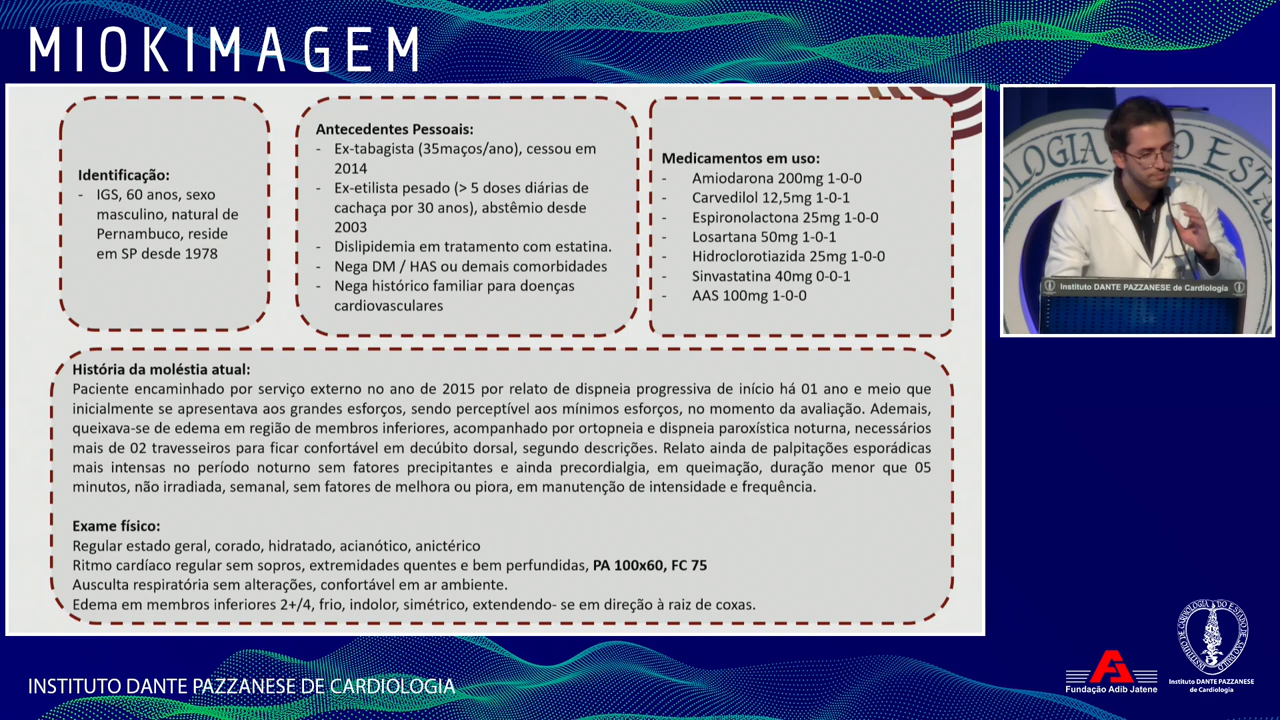 MIOKIMAGEM
Identificação:
- IGS, 60 anos, sexo
masculino, natural de
Pernambuco, reside
em SP desde 1978
Antecedentes Pessoais:
- Ex-tabagista (35maços/ano), cessou em
2014
- Ex-etilista pesado (> 5 doses diárias de
cachaça por 30 anos), abstêmio desde
2003
- Dislipidemia em tratamento com estatina.
- Nega DM / HAS ou demais comorbidades
- Nega histórico familiar para doenças
cardiovasculares
Medicamentos em uso:
- Amiodarona 200mg 1-0-0
- Carvedilol 12,5mg 1-0-1
- Espironolactona 25mg 1-0-0
- Losartana 50mg 1-0-1
- Hidroclorotiazida 25mg 1-0-0
- Sinvastatina 40mg 0-0-1
- AAS 100mg 1-0-0
História da moléstia atual:
Paciente encaminhado por serviço externo no ano de 2015 por relato de dispneia progressiva de início há 01 ano e meio que
inicialmente se apresentava aos grandes esforços, sendo perceptível aos mínimos esforços, no momento da avaliação. Ademais,
queixava-se de edema em região de membros inferiores, acompanhado por ortopneia e dispneia paroxística noturna, necessários
mais de 02 travesseiros para ficar confortável em decúbito dorsal, segundo descrições. Relato ainda de palpitações esporádicas
mais intensas no período noturno sem fatores precipitantes e ainda precordialgia, em queimação, duração menor que 05
minutos, não irradiada, semanal, sem fatores de melhora ou piora, em manutenção de intensidade e frequência.
Exame físico:
Regular estado geral, corado, hidratado, acianótico, anictérico
Ritmo cardíaco regular sem sopros, extremidades quentes e bem perfundidas, PA 100x60, FC 75
Ausculta respiratória sem alterações, confortável em ar ambiente.
Edema em membros inferiores 2+/4, frio, indolor, simétrico, extendendo- se em direção à raiz de coxas.
Instituto DANTE PAZZANESE de Cardiologia
INSTITUTO DANTE PAZZANESE DE CARDIOLOGIA
Fundação Adib Jatene
INSTITUTO DE CARDIOLOGIA DO ESTADO DE SÃO PAULO
Instituto DANTE PAZZANESE
de Cardiologia